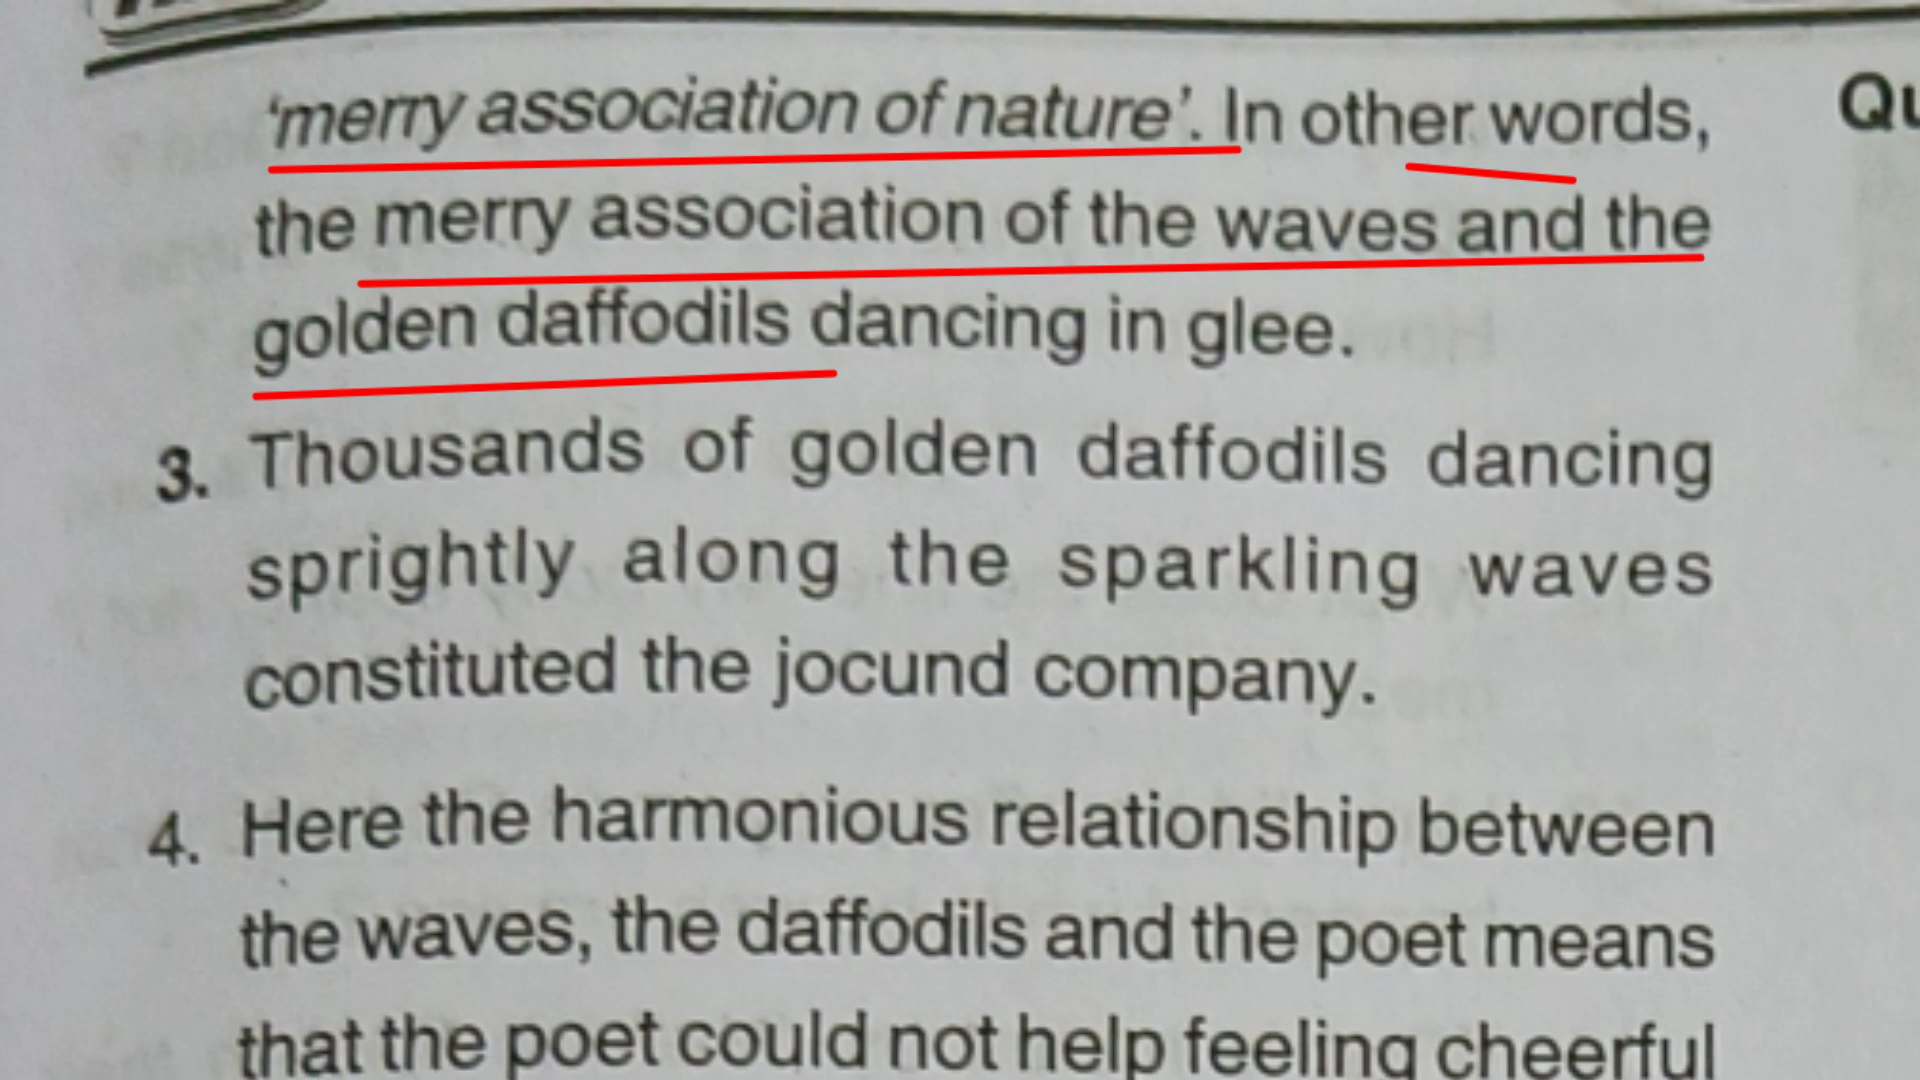 'merry association of nature'. In other words,
the merry association of the waves and the
golden daffodils dancing in glee.
3. Thousands of golden daffodils dancing
sprightly along the sparkling waves
constituted the jocund company.
4. Here the harmonious relationship between
the waves, the daffodils and the poet means
that the poet could not help feeling cheerful